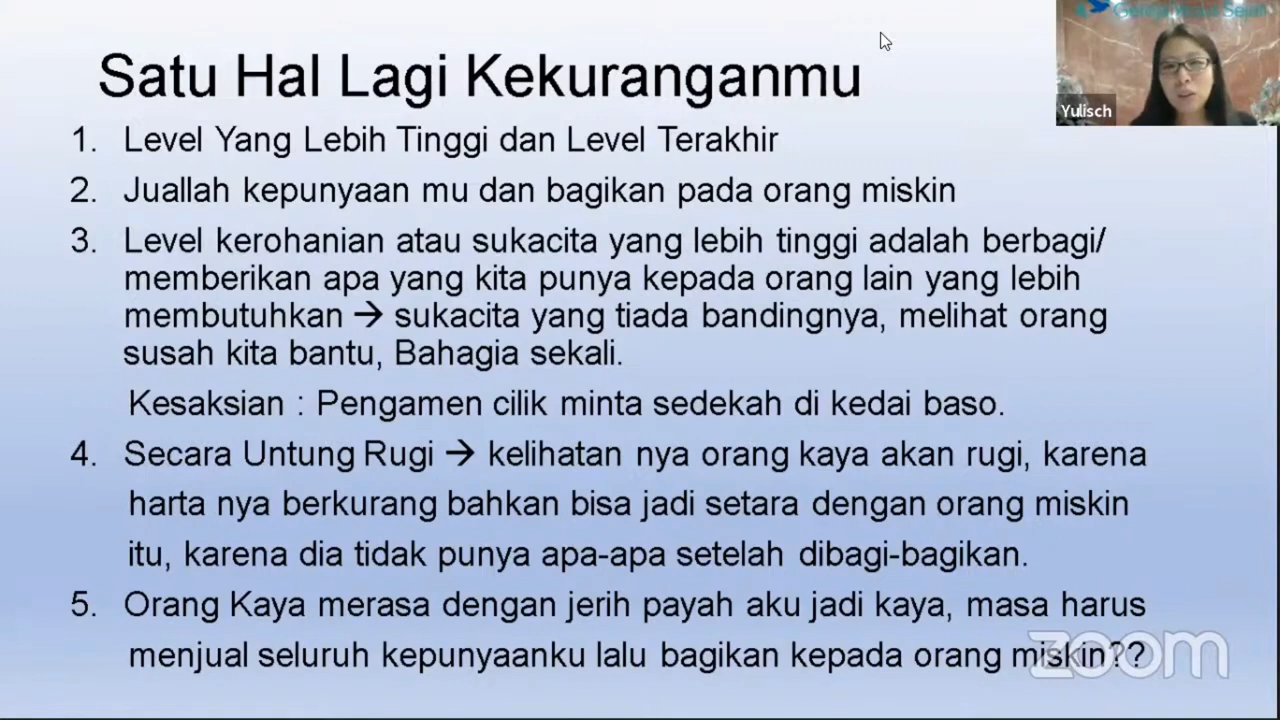 Satu Hal Lagi Kekuranganmu
1. Level Yang Lebih Tinggi dan Level Terakhir
2. Juallah kepunyaan mu dan bagikan pada orang miskin
3. Level kerohanian atau sukacita yang lebih tinggi adalah berbagi/
memberikan apa yang kita punya kepada orang lain yang lebih
membutuhkan → sukacita yang tiada bandingnya, melihat orang
susah kita bantu, Bahagia sekali.
Kesaksian : Pengamen cilik minta sedekah di kedai baso.
4. Secara Untung Rugi → kelihatan nya orang kaya akan rugi, karena
harta nya berkurang bahkan bisa jadi setara dengan orang miskin
itu, karena dia tidak punya apa-apa setelah dibagi-bagikan.
5. Orang Kaya merasa dengan jerih payah aku jadi kaya, masa harus
menjual seluruh kepunyaanku lalu bagikan kepada orang miskin??
Yulisch
zoom